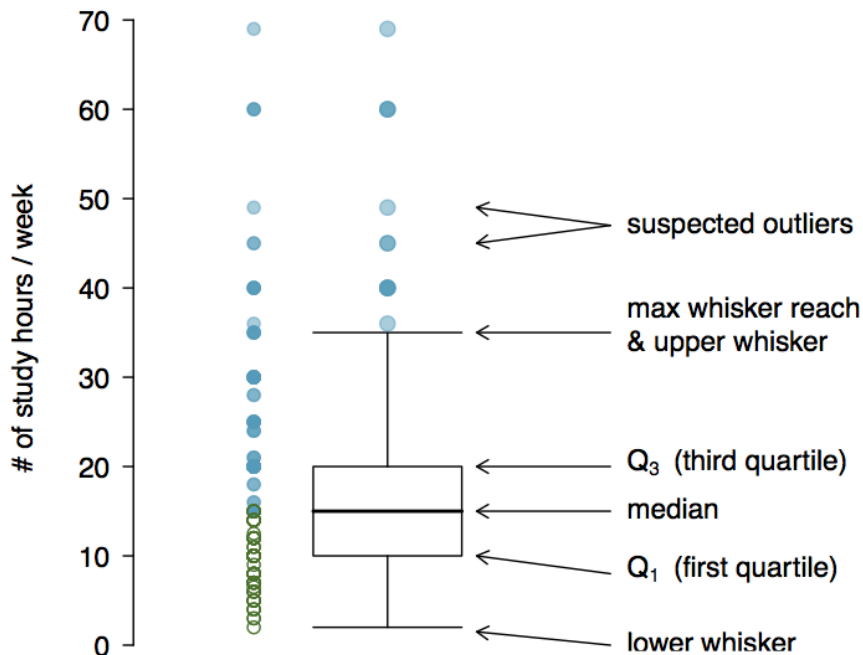 70
60
50
40
30
20
10
0
# of study hours / week
suspected outliers
max whisker reach
& upper whisker
Q₃ (third quartile)
median
Q₁ (first quartile)
lower whisker